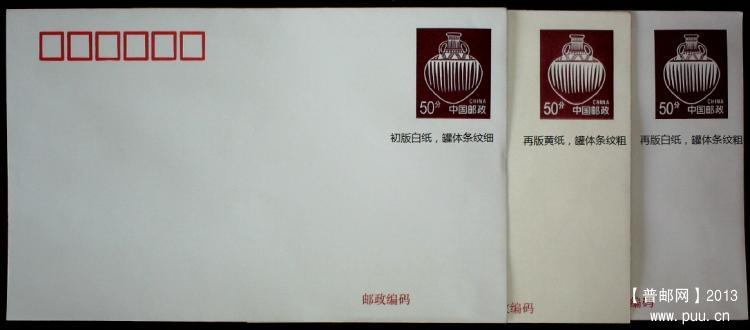 50分
CHINA
中国邮政
初版白纸，罐体条纹细
邮政编码
50分
CHINA
中国邮政
再版黄纸，罐体条纹粗
编码
50分
CHINA
中国邮政
再版白纸，罐体条纹粗
编码
【普邮网】2013
www.puu.cn